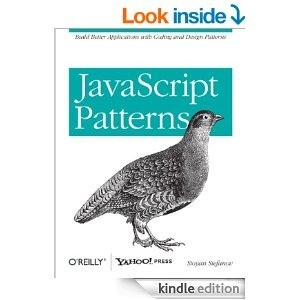 Look inside
Build Better Applications with Coding and Design Patterns
JavaScript
Patterns
O'REILLY®
YAHOO! PRESS
Stoyan Stefanov
kindle edition